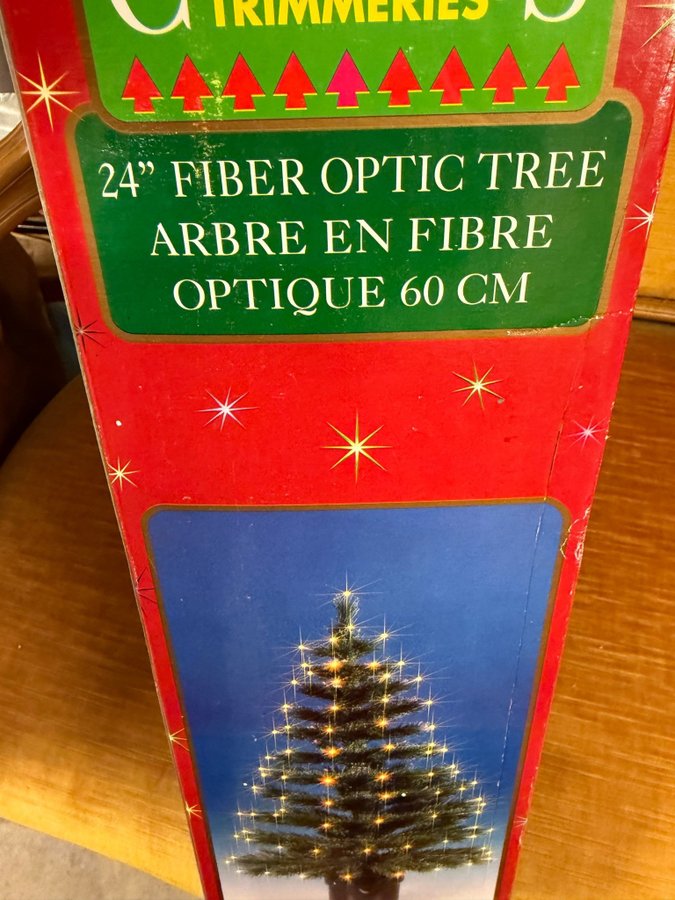 TRIMMERIES
24” FIBER OPTIC TREE
ARBRE EN FIBRE
OPTIQUE 60 CM